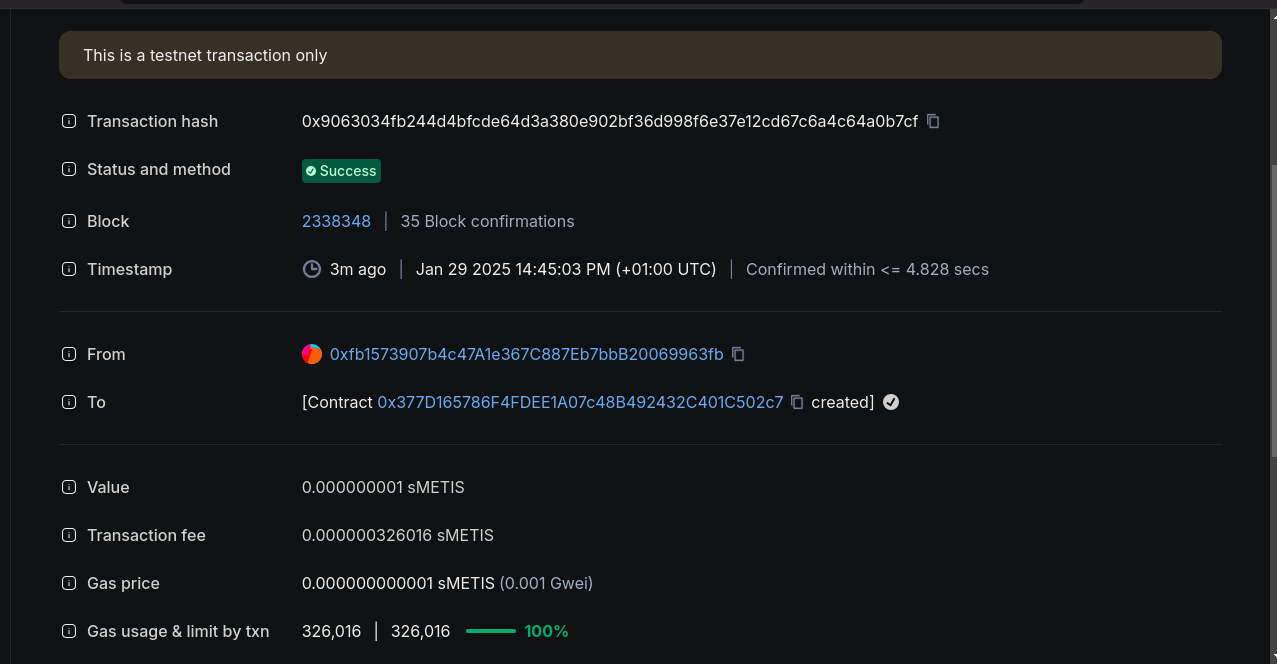 This is a testnet transaction only
Transaction hash 0x9063034fb244d4bfcde64d3a380e902bf36d998f6e37e12cd67c6a4c64a0b7cf
Status and method Success
Block 2338348 | 35 Block confirmations
Timestamp 3m ago | Jan 29 2025 14:45:03 PM (+01:00 UTC) | Confirmed within <= 4.828 secs
From 0xfb1573907b4c47A1e367C887Eb7bbB20069963fb
To [Contract 0x377D165786F4FDEE1A07c48B492432C401C502c7 created]
Value 0.000000001 sMETIS
Transaction fee 0.000000326016 sMETIS
Gas price 0.000000000001 sMETIS (0.001 Gwei)
Gas usage & limit by txn 326,016 | 326,016 100%